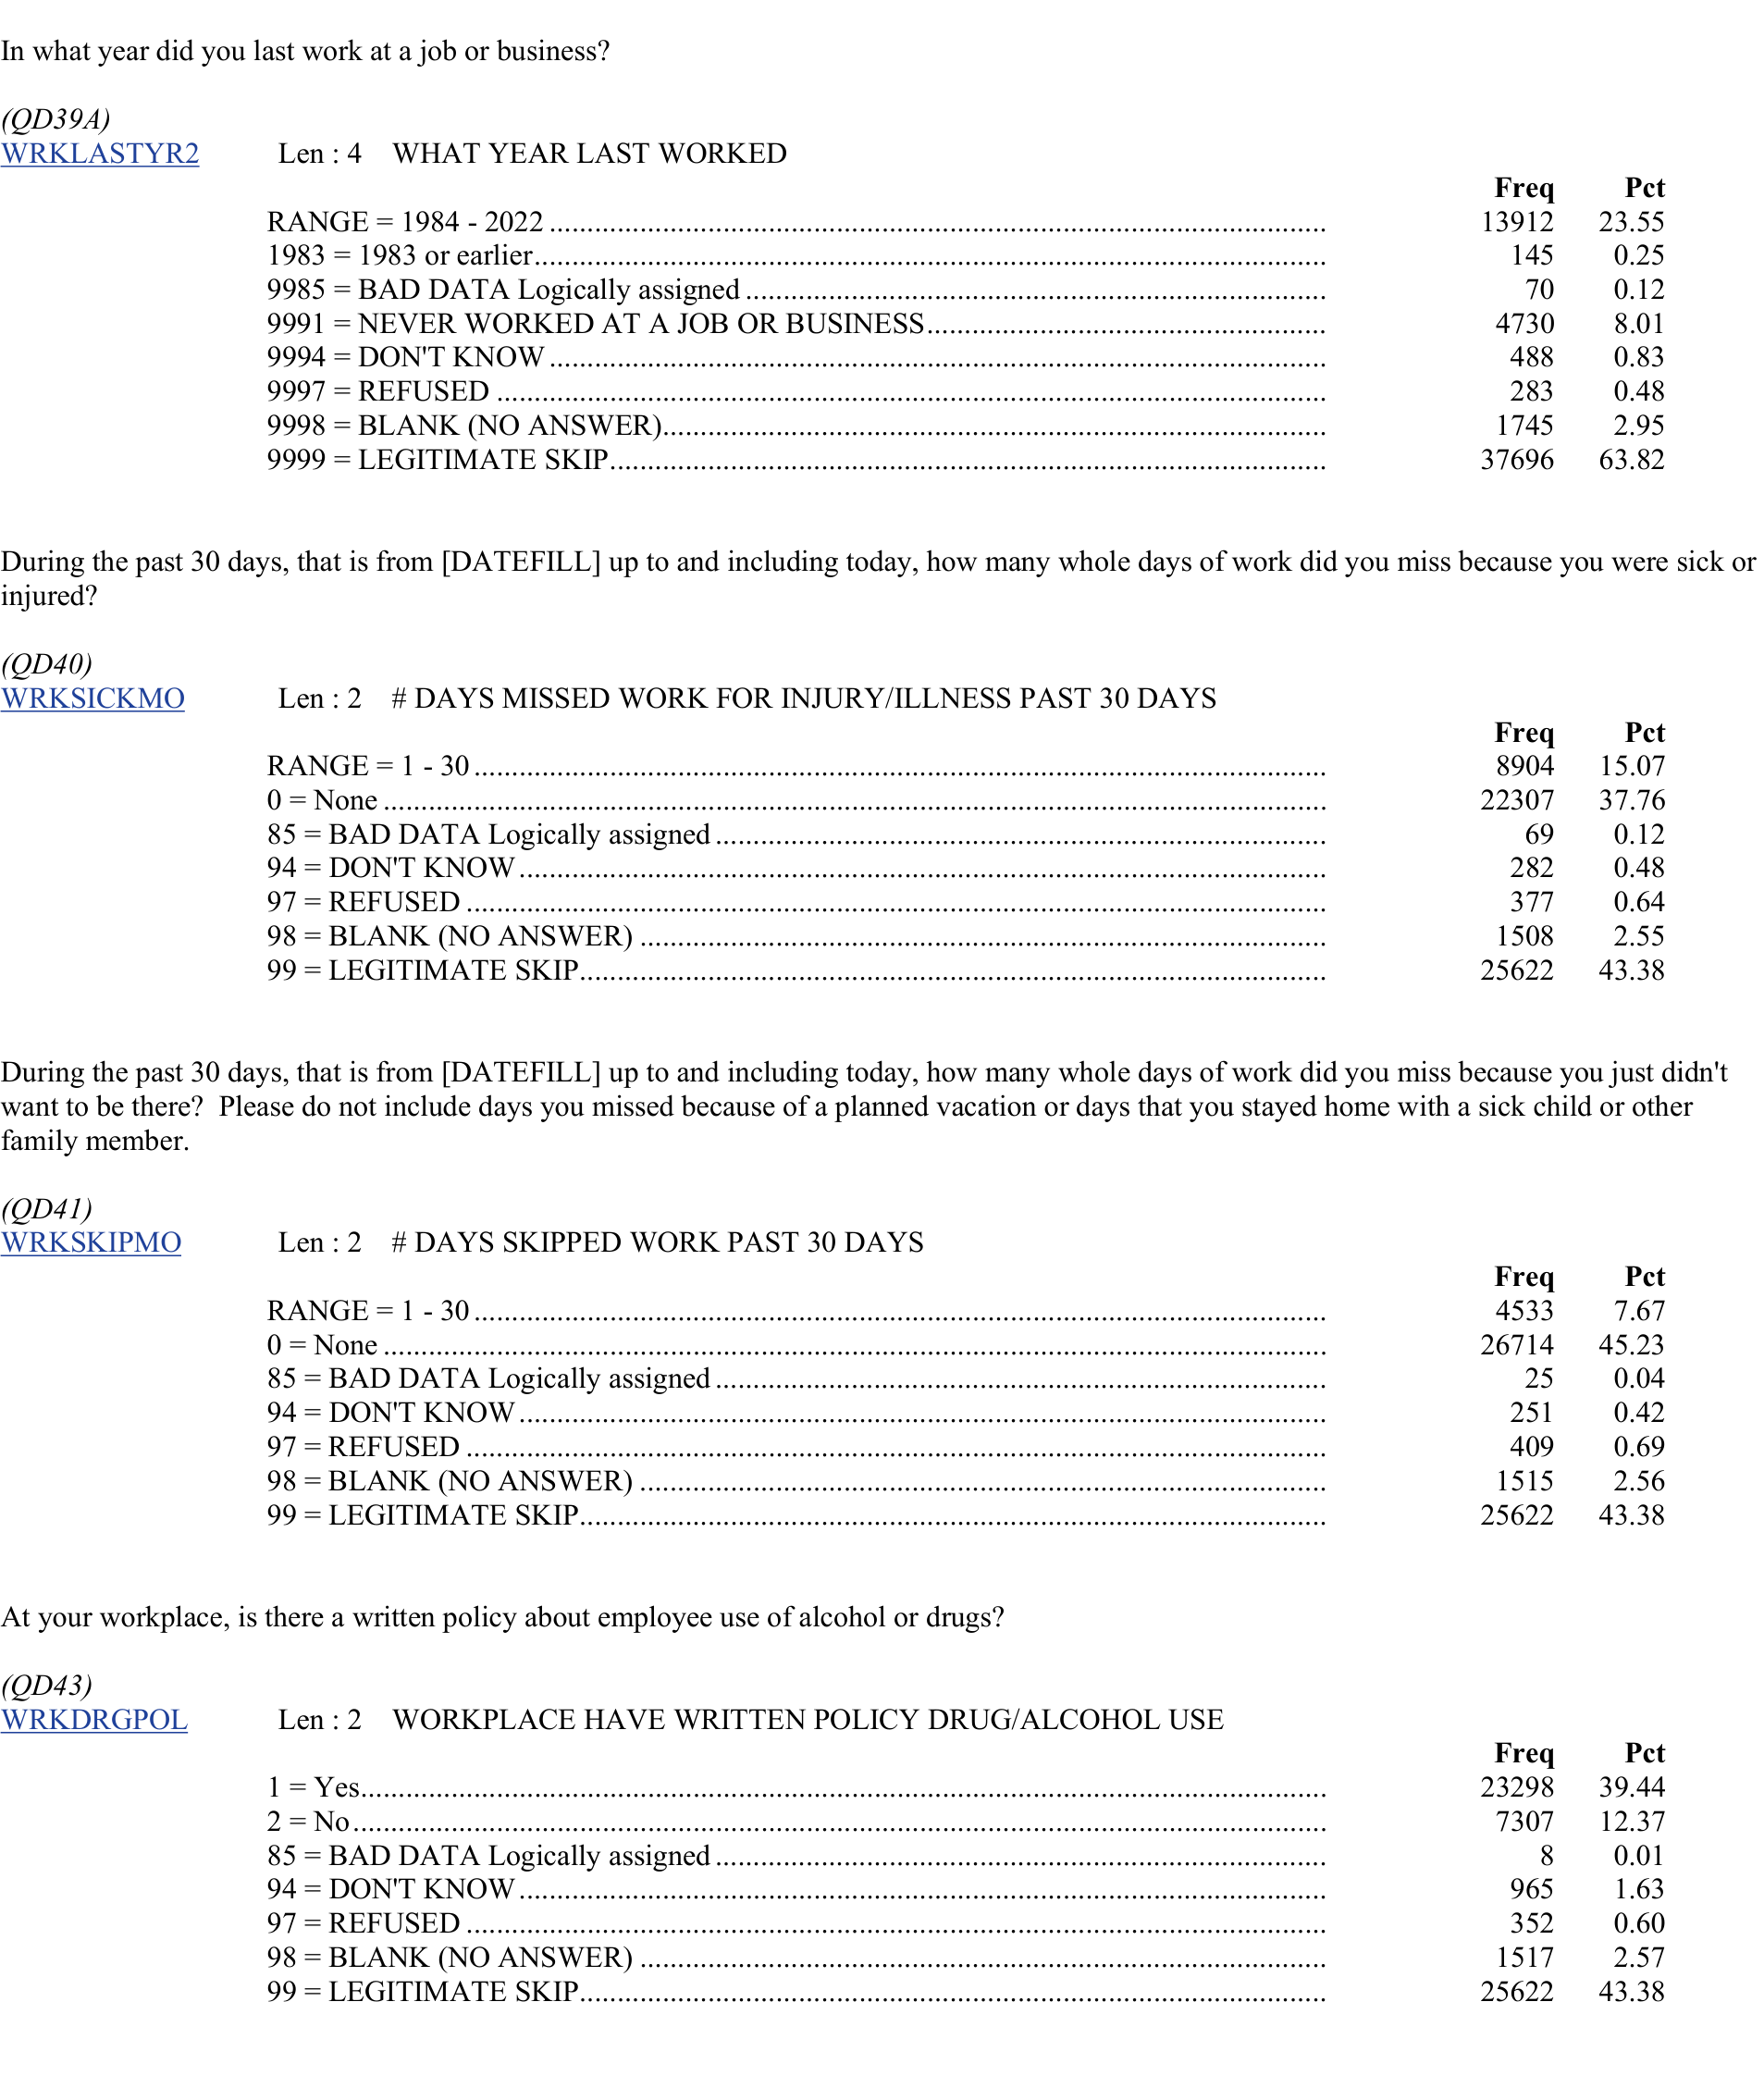 In what year did you last work at a job or business?
(QD39A)
WRKLASTYR2 Len : 4 WHAT YEAR LAST WORKED
Freq Pct
RANGE = 1984 - 2022 ........ 13912 23.55
1983 = 1983 or earlier........ 145 0.25
9985 = BAD DATA Logically assigned ........ 70 0.12
9991 = NEVER WORKED AT A JOB OR BUSINESS........ 4730 8.01
9994 = DON'T KNOW ........ 488 0.83
9997 = REFUSED ........ 283 0.48
9998 = BLANK (NO ANSWER)........ 1745 2.95
9999 = LEGITIMATE SKIP........ 37696 63.82
During the past 30 days, that is from [DATEFILL] up to and including today, how many whole days of work did you miss because you were sick or
injured?
(QD40)
WRKSICKMO Len : 2 # DAYS MISSED WORK FOR INJURY/ILLNESS PAST 30 DAYS
Freq Pct
RANGE = 1 - 30 ........ 8904 15.07
0 = None ........ 22307 37.76
85 = BAD DATA Logically assigned ........ 69 0.12
94 = DON'T KNOW ........ 282 0.48
97 = REFUSED ........ 377 0.64
98 = BLANK (NO ANSWER) ........ 1508 2.55
99 = LEGITIMATE SKIP........ 25622 43.38
During the past 30 days, that is from [DATEFILL] up to and including today, how many whole days of work did you miss because you just didn't
want to be there? Please do not include days you missed because of a planned vacation or days that you stayed home with a sick child or other
family member.
(QD41)
WRKSKIPMO Len : 2 # DAYS SKIPPED WORK PAST 30 DAYS
Freq Pct
RANGE = 1 - 30 ........ 4533 7.67
0 = None ........ 26714 45.23
85 = BAD DATA Logically assigned ........ 25 0.04
94 = DON'T KNOW ........ 251 0.42
97 = REFUSED ........ 409 0.69
98 = BLANK (NO ANSWER) ........ 1515 2.56
99 = LEGITIMATE SKIP........ 25622 43.38
At your workplace, is there a written policy about employee use of alcohol or drugs?
(QD43)
WRKDRGPOL Len : 2 WORKPLACE HAVE WRITTEN POLICY DRUG/ALCOHOL USE
Freq Pct
1 = Yes........ 23298 39.44
2 = No ........ 7307 12.37
85 = BAD DATA Logically assigned ........ 8 0.01
94 = DON'T KNOW ........ 965 1.63
97 = REFUSED ........ 352 0.60
98 = BLANK (NO ANSWER) ........ 1517 2.57
99 = LEGITIMATE SKIP........ 25622 43.38